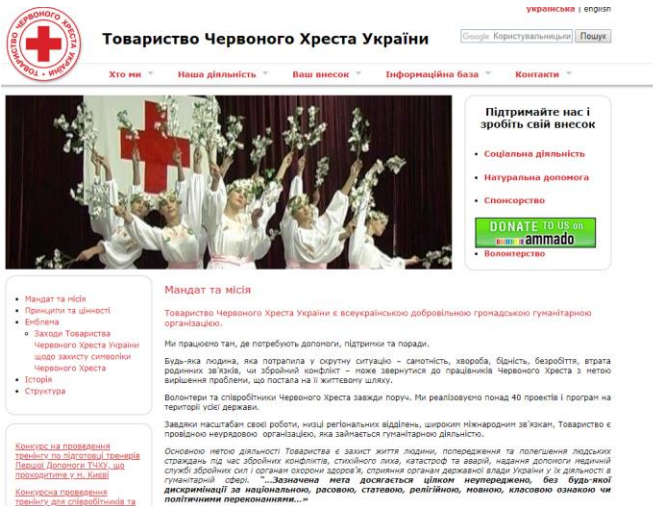 українська | english
Товариство Червоного Хреста України
Google Користувальницьки Пошук
Хто ми Наша діяльність Ваш внесок Інформаційна база Контакти
Підтримайте нас і
зробіть свій внесок
Соціальна діяльність
Натуральна допомога
Спонсорство
DONATE TO US on
ammado
Волонтерство
Мандат та місія
Принципи та цінності
Емблема
Заходи Товариства
Червоного Хреста України
щодо захисту символіки
Червоного Хреста
Історія
Структура
Конкурс на проведення
тренінгу по підготовці тренерів
Першої Допомоги ТЧХУ, що
проходитиме у м. Києві
Конкурсна проведення
тренінгу для співробітників та
Мандат та місія
Товариство Червоного Хреста України є всеукраїнською добровільною громадською гуманітарною
організацією.
Ми працюємо там, де потребують допомоги, підтримки та поради.
Будь-яка людина, яка потрапила у скрутну ситуацію – самотність, хвороба, бідність, безробіття, втрата
родинних зв'язків, чи збройний конфлікт – може звернутися до працівників Червоного Хреста з метою
вирішення проблеми, що постала на її життєвому шляху.
Волонтери та співробітники Червоного Хреста завжди поруч. Ми реалізовуємо понад 40 проектів і програм на
території усієї держави.
Завдяки масштабам своєї роботи, низці регіональних відділень, широким міжнародним зв'язкам, Товариство є
провідною неурядовою організацією, яка займається гуманітарною діяльністю.
Основною метою діяльності Товариства є захист життя людини, попередження та полегшення людських
страждань під час збройних конфліктів, стихійного лиха, катастроф та аварій, надання допомоги медичній
службі збройних сил і органам охорони здоров'я, сприяння органам державної влади України у їх діяльності в
гуманітарній сфері. "...Зазначена мета досягається цілком неупереджено, без будь-якої
дискримінації за національною, расовою, статевою, релігійною, мовною, класовою ознакою чи
політичними переконаннями...»